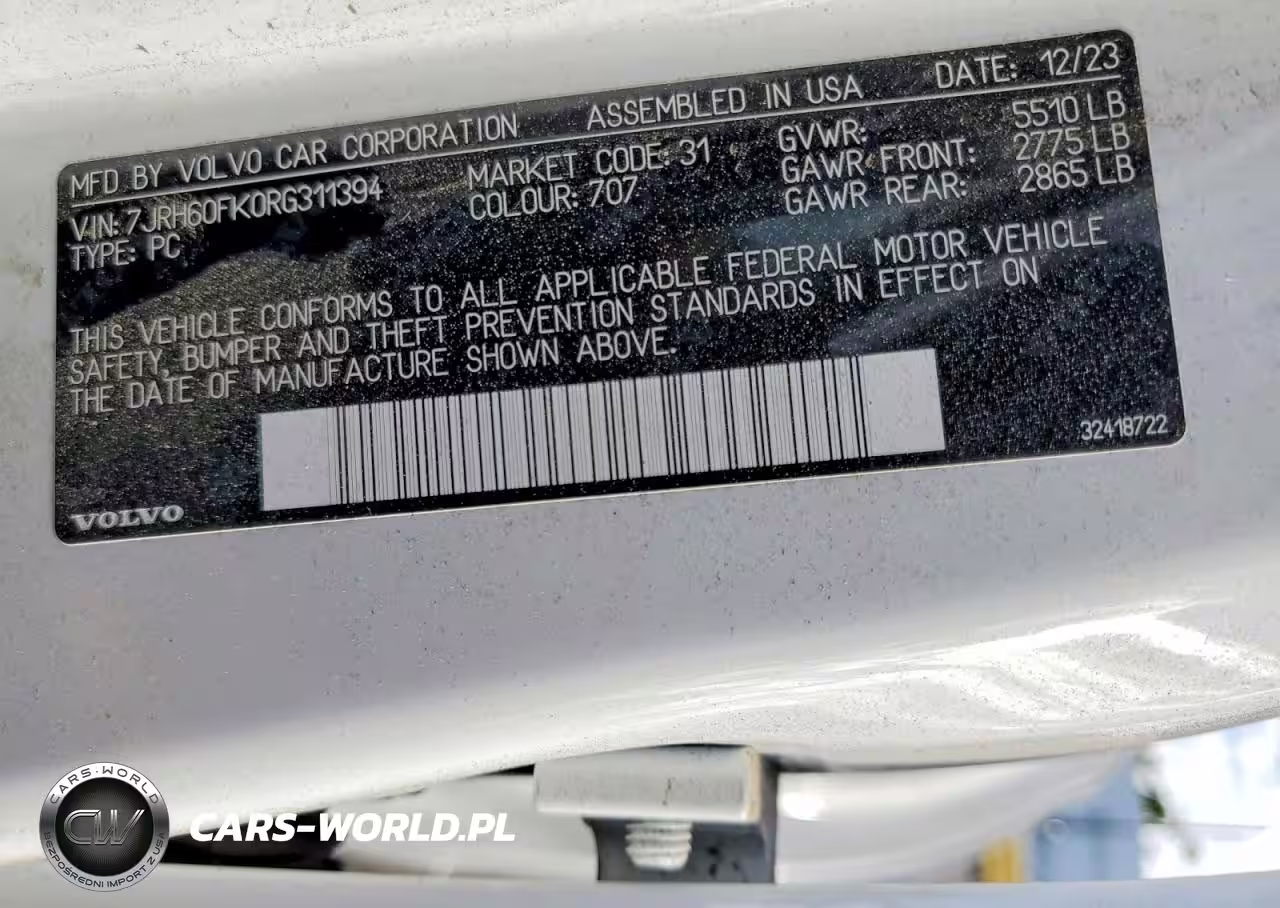 MFD BY VOLVO CAR CORPORATION ASSEMBLED IN USA DATE: 12/23
VIN: 7JRH60FK0RG311394 MARKET CODE: 31 GVWR: 5510 LB
TYPE: PC COLOUR: 707 GAWR FRONT: 2775 LB
GAWR REAR: 2865 LB
THIS VEHICLE CONFORMS TO ALL APPLICABLE FEDERAL MOTOR VEHICLE
SAFETY, BUMPER AND THEFT PREVENTION STANDARDS IN EFFECT ON
THE DATE OF MANUFACTURE SHOWN ABOVE.
32418722
VOLVO
CARS-WORLD
CW
BEZPOŚREDNI IMPORT Z USA
CARS-WORLD.PL